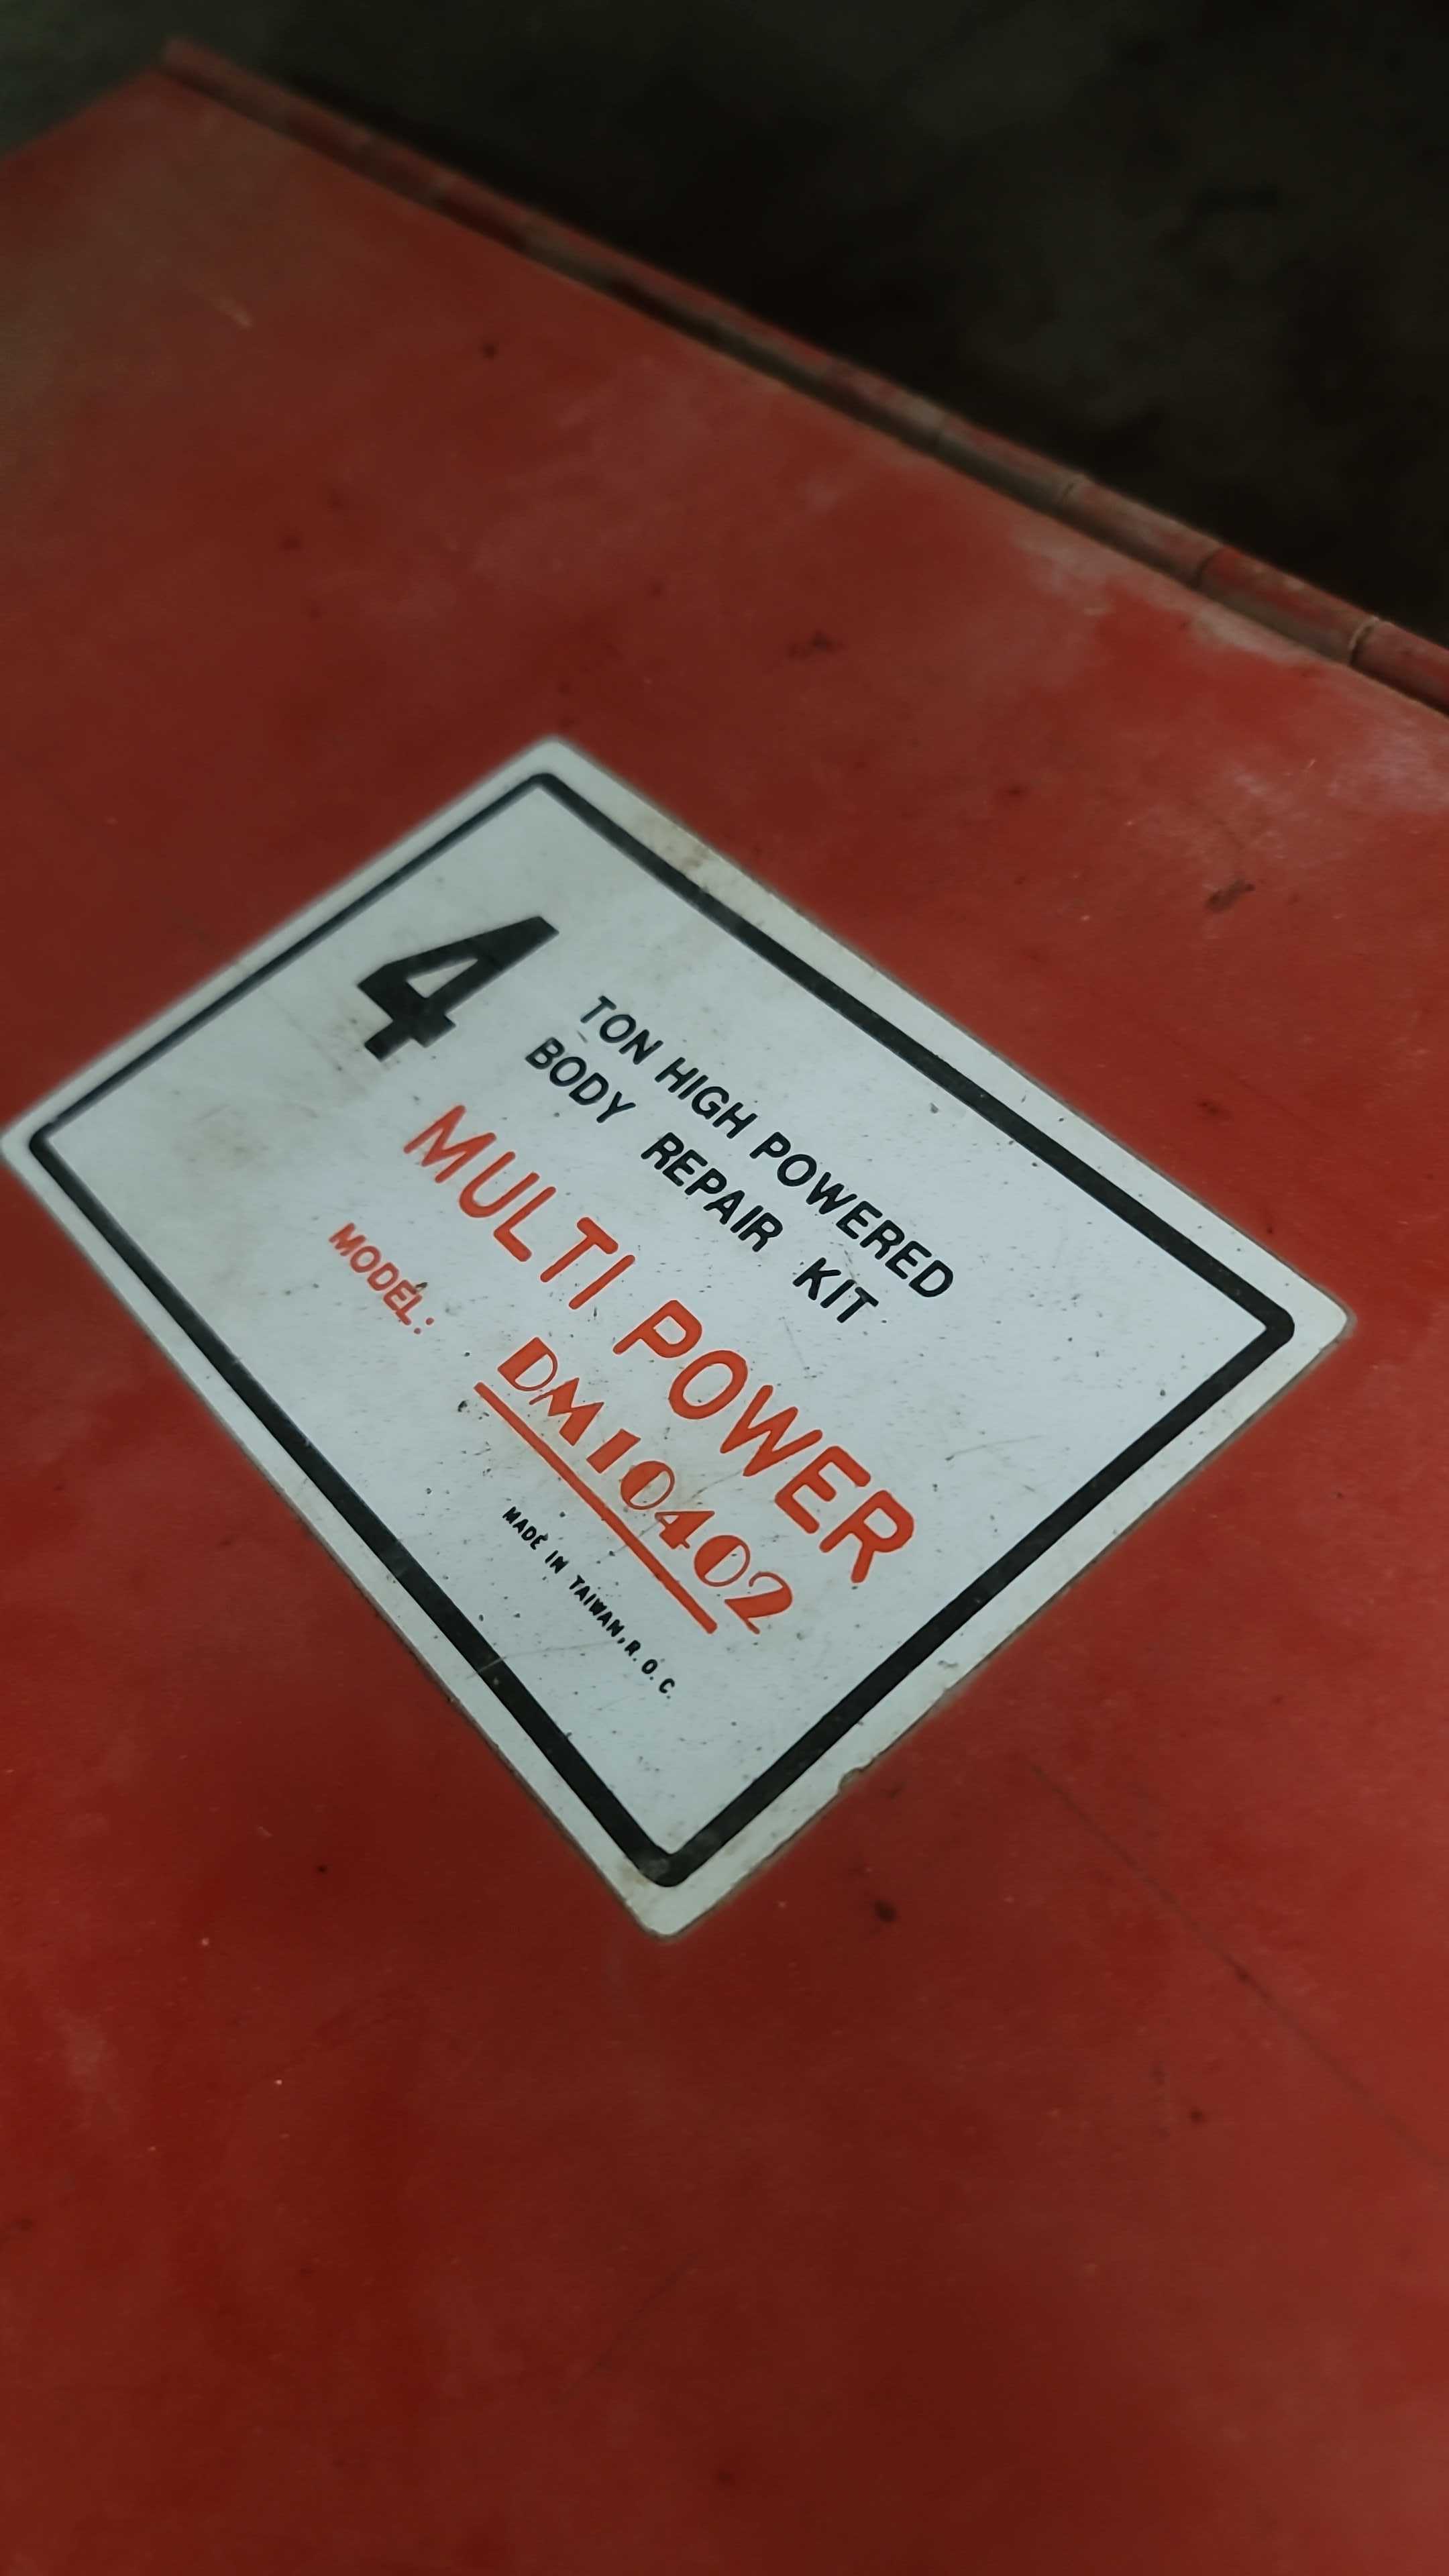 4 TON HIGH POWERED
BODY REPAIR KIT
MULTI POWER
MODEL: DM10402
MADE IN TAIWAN, R.O.C.